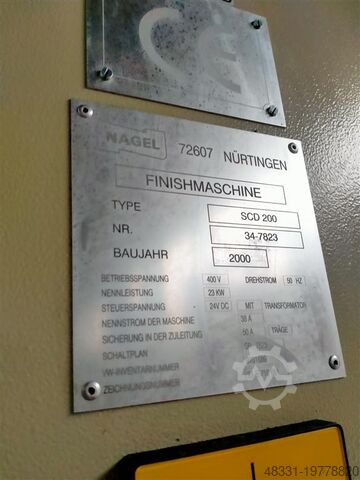 CE
NAGEL 72607 NÜRTINGEN
FINISHMASCHINE
TYPE SCD 200
NR. 34-7823
BAUJAHR 2000
BETRIEBSSPANNUNG 400 V DREHSTROM 50 HZ
NENNLEISTUNG 23 KW
STEUERSPANNUNG 24V DC MIT TRANSFORMATOR
NENNSTROM DER MASCHINE 38 A
SICHERUNG IN DER ZULEITUNG 50 A TRÄGE
SCHALTPLAN
VW-INVENTARNUMMER
ZEICHNUNGSNUMMER
48331-19778820